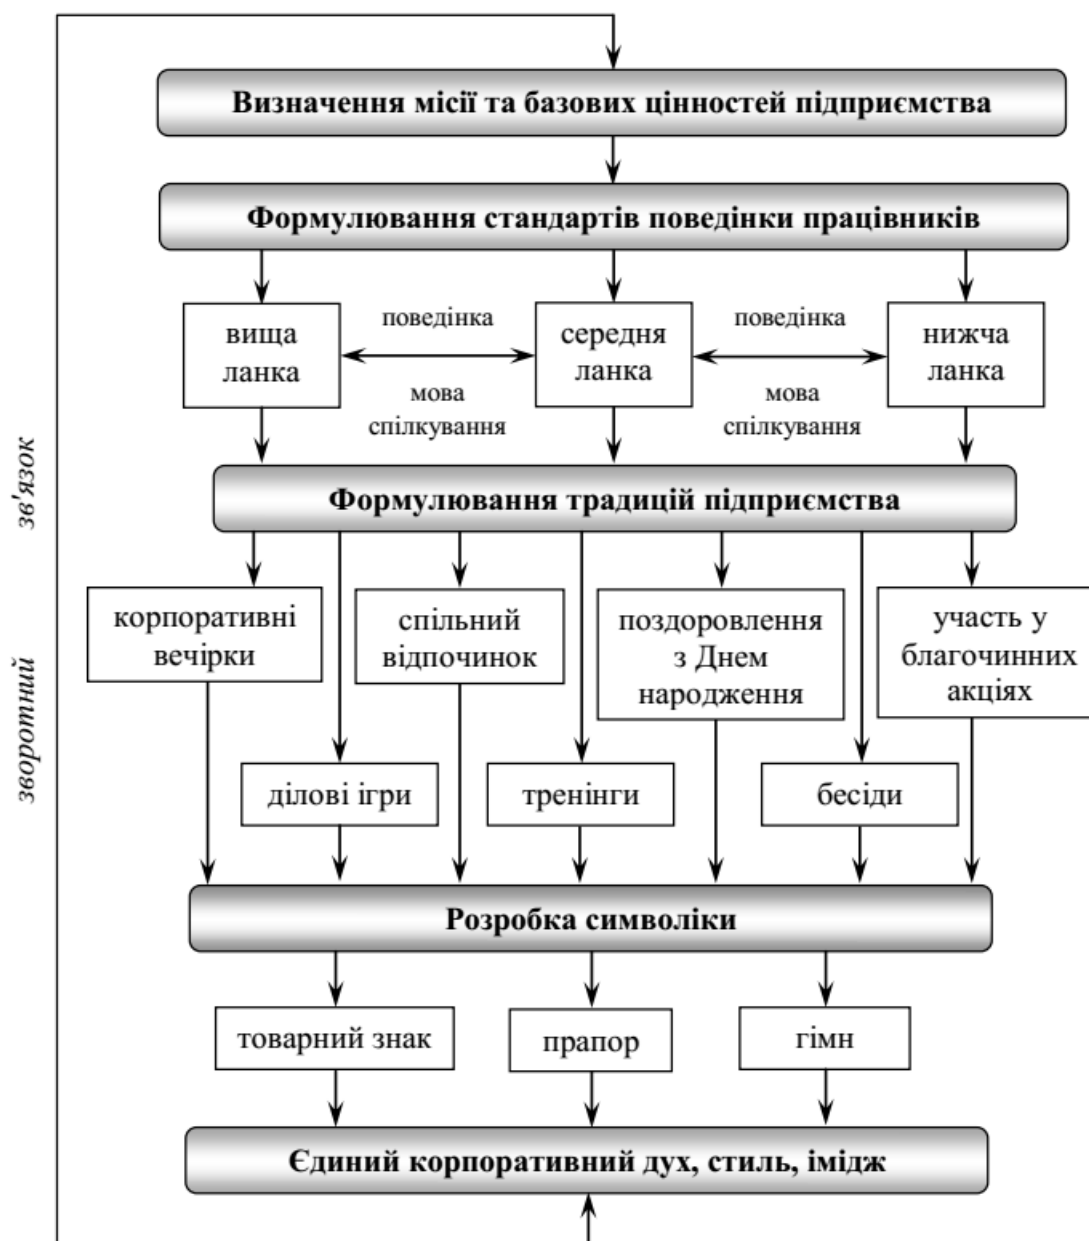 Визначення місії та базових цінностей підприємства
Формулювання стандартів поведінки працівників
вища
ланка
поведінка
мова
спілкування
середня
ланка
поведінка
мова
спілкування
нижча
ланка
Формулювання традицій підприємства
корпоративні
вечірки
спільний
відпочинок
поздоровлення
з Днем
народження
участь у
благочинних
акціях
ділові ігри
тренінги
бесіди
Розробка символіки
товарний знак
прапор
гімн
Єдиний корпоративний дух, стиль, імідж
зворотний зв'язок